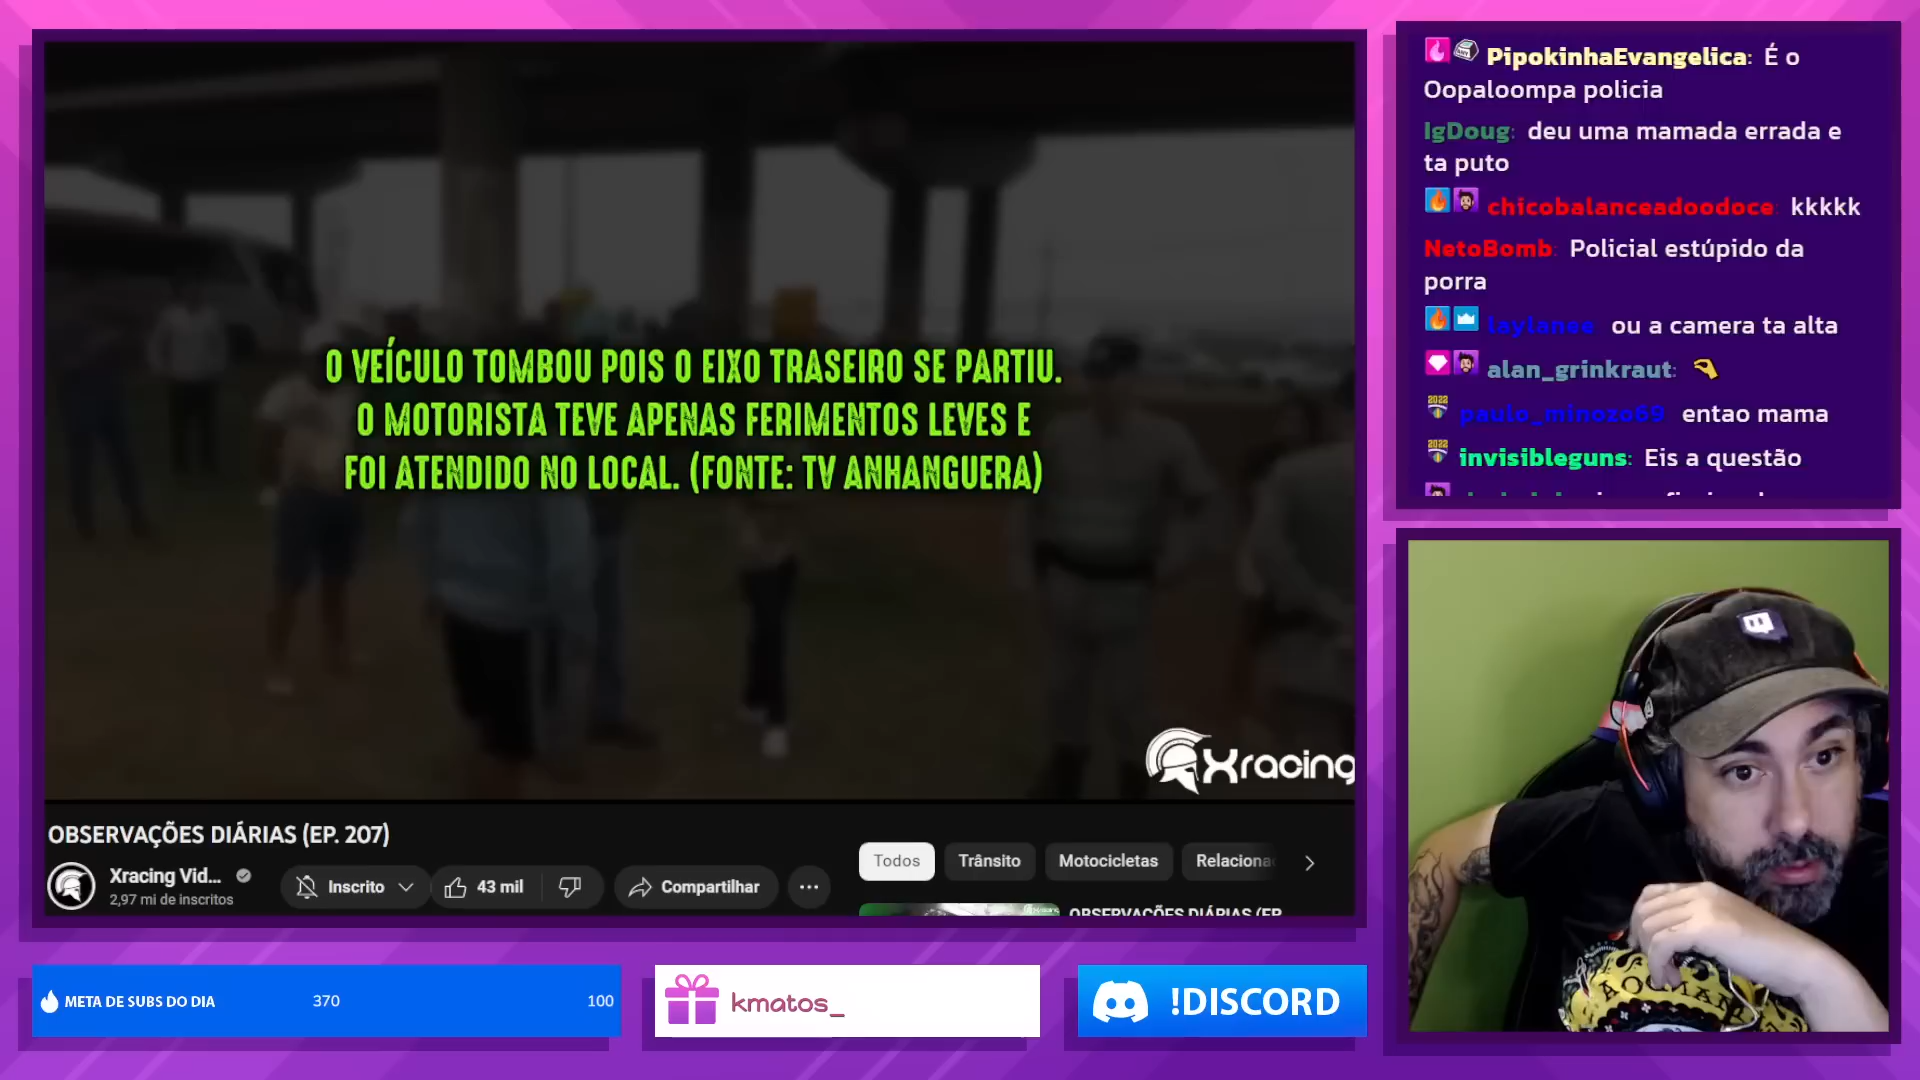 O VEÍCULO TOMBOU POIS O EIXO TRASEIRO SE PARTIU.
O MOTORISTA TEVE APENAS FERIMENTOS LEVES E
FOI ATENDIDO NO LOCAL. (FONTE: TV ANHANGUERA)
Xracing
OBSERVAÇÕES DIÁRIAS (EP. 207)
Xracing Vid...
2,97 mi de inscritos
Inscrito
43 mil
Compartilhar
Todos
Trânsito
Motocicletas
Relaciona
OBSERVAÇÕES DIÁRIAS (EP
META DE SUBS DO DIA 370 100
kmatos_
!DISCORD
PipokinhaEvangelica: É o
Oopaloompa policia
IgDoug: deu uma mamada errada e
ta puto
chicobalanceadoodoce: kkkkk
NetoBomb: Policial estúpido da
porra
taylanee: ou a camera ta alta
alan_grinkraut:
paulo_minozo69: entao mama
invisibleguns: Eis a questão